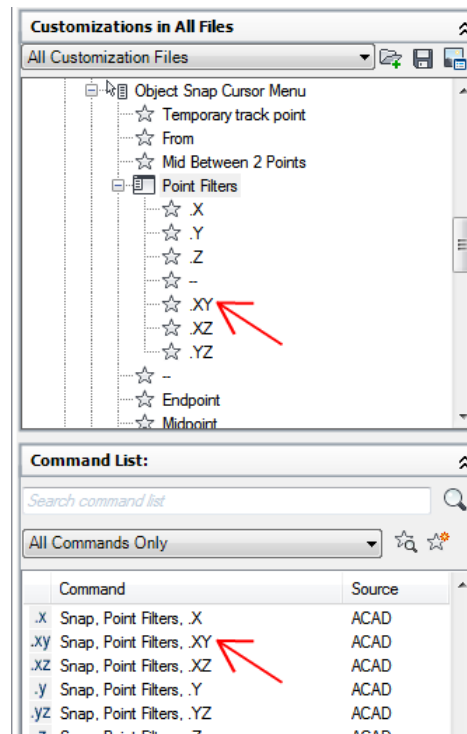 Customizations in All Files
All Customization Files
Object Snap Cursor Menu
Temporary track point
From
Mid Between 2 Points
Point Filters
.X
.Y
.Z
--
.XY
.XZ
.YZ
--
Endpoint
Midpoint
Command List:
Search command list
All Commands Only
Command Source
.X Snap, Point Filters, .X ACAD
.XY Snap, Point Filters, .XY ACAD
.XZ Snap, Point Filters, .XZ ACAD
.y Snap, Point Filters, .Y ACAD
.YZ Snap, Point Filters, .YZ ACAD